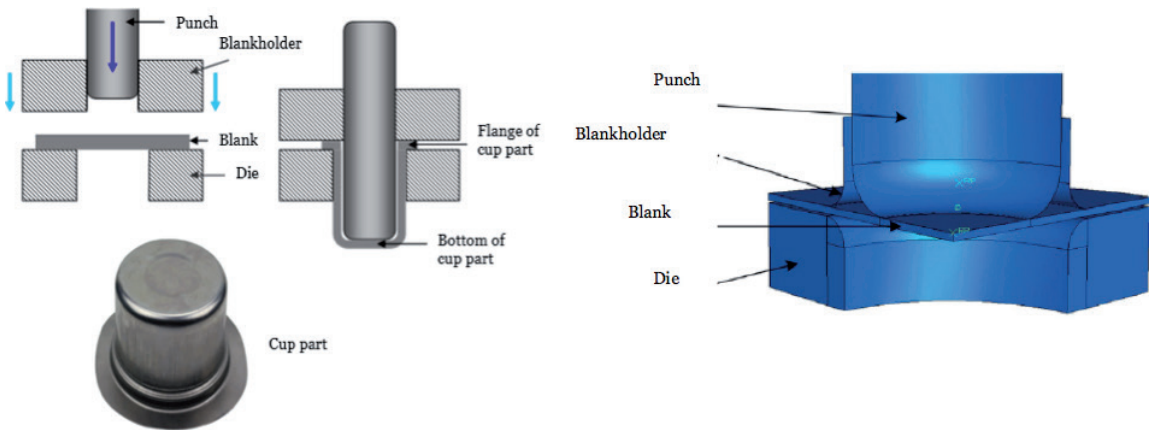 Punch
Blankholder
Blank
Die
Flange of
cup part
Bottom of
cup part
Cup part
Punch
Blankholder
Blank
Die